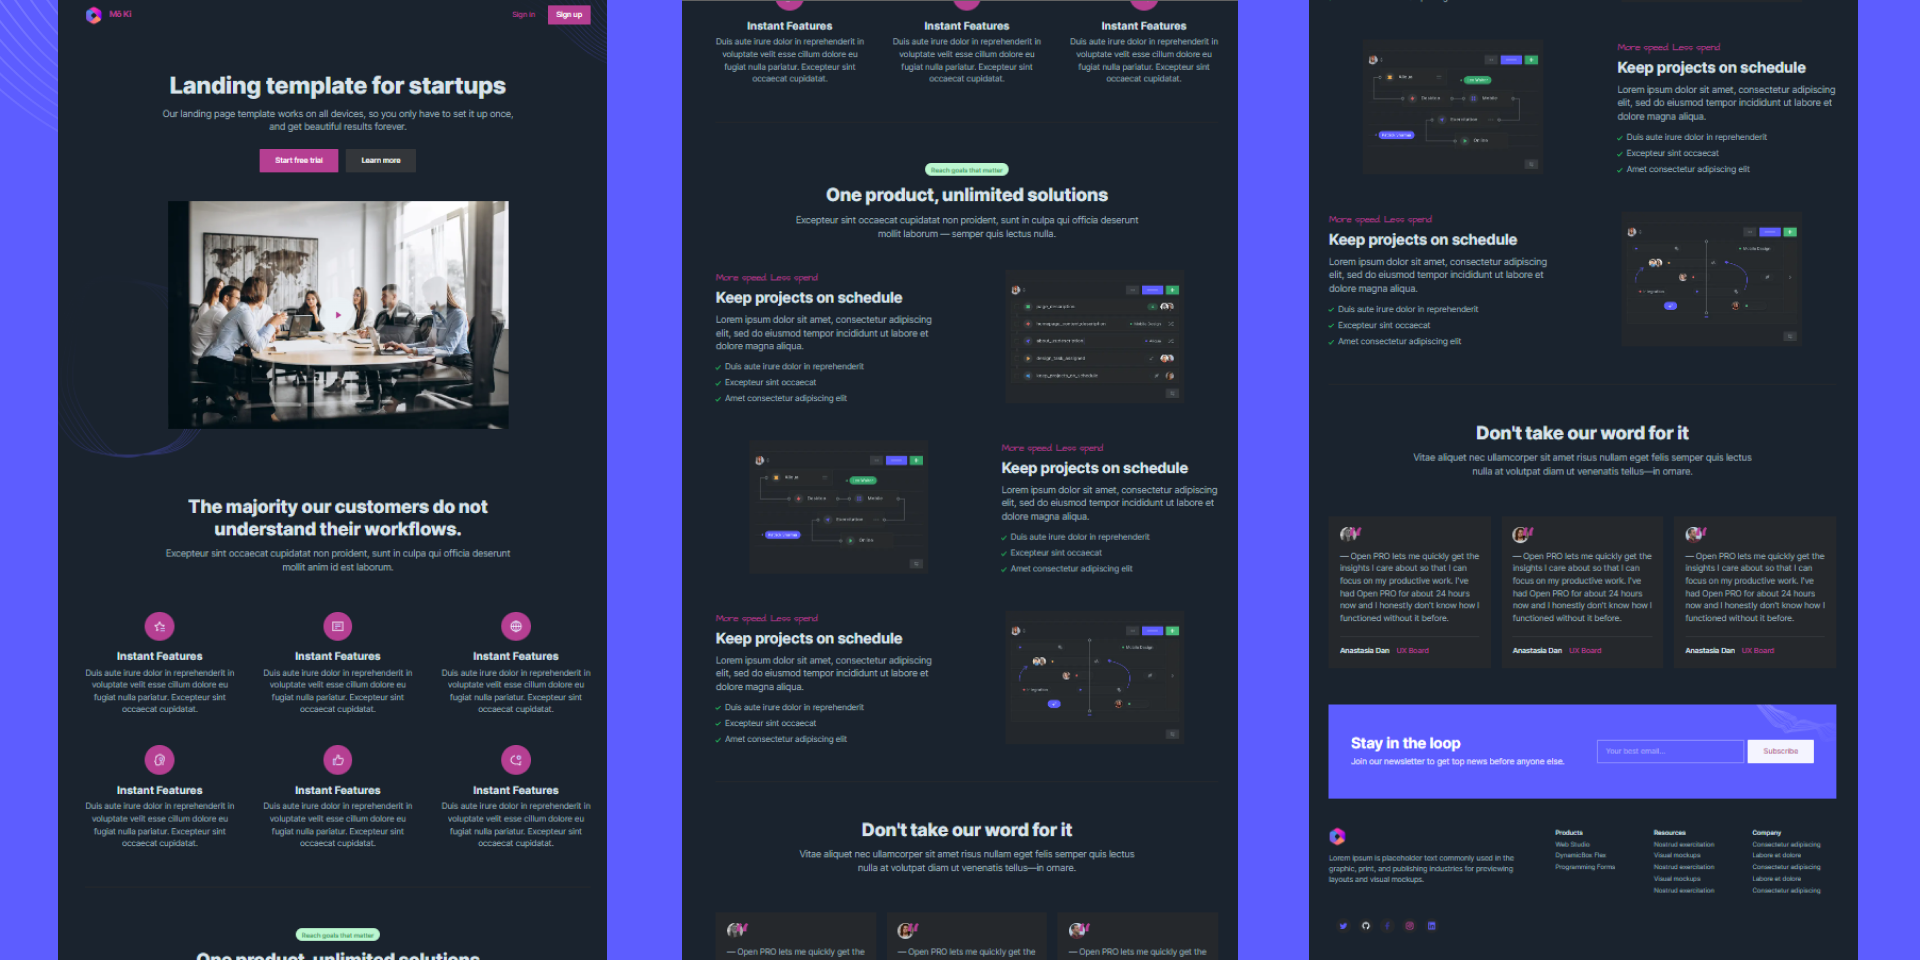 Mô Kí
Sign in
Sign up
Landing template for startups
Our landing page template works on all devices, so you only have to set it up once,
and get beautiful results forever.
Start free trial
Learn more
The majority our customers do not
understand their workflows.
Excepteur sint occaecat cupidatat non proident, sunt in culpa qui officia deserunt
mollit anim id est laborum.
Instant Features
Duis aute irure dolor in reprehenderit in
voluptate velit esse cillum dolore eu
fugiat nulla pariatur. Excepteur sint
occaecat cupidatat.
Instant Features
Duis aute irure dolor in reprehenderit in
voluptate velit esse cillum dolore eu
fugiat nulla pariatur. Excepteur sint
occaecat cupidatat.
Instant Features
Duis aute irure dolor in reprehenderit in
voluptate velit esse cillum dolore eu
fugiat nulla pariatur. Excepteur sint
occaecat cupidatat.
Instant Features
Duis aute irure dolor in reprehenderit in
voluptate velit esse cillum dolore eu
fugiat nulla pariatur. Excepteur sint
occaecat cupidatat.
Instant Features
Duis aute irure dolor in reprehenderit in
voluptate velit esse cillum dolore eu
fugiat nulla pariatur. Excepteur sint
occaecat cupidatat.
Instant Features
Duis aute irure dolor in reprehenderit in
voluptate velit esse cillum dolore eu
fugiat nulla pariatur. Excepteur sint
occaecat cupidatat.
Reach goals that matter
One product, unlimited solutions
Instant Features
Duis aute irure dolor in reprehenderit in
voluptate velit esse cillum dolore eu
fugiat nulla pariatur. Excepteur sint
occaecat cupidatat.
Instant Features
Duis aute irure dolor in reprehenderit in
voluptate velit esse cillum dolore eu
fugiat nulla pariatur. Excepteur sint
occaecat cupidatat.
Instant Features
Duis aute irure dolor in reprehenderit in
voluptate velit esse cillum dolore eu
fugiat nulla pariatur. Excepteur sint
occaecat cupidatat.
Reach goals that matter
One product, unlimited solutions
Excepteur sint occaecat cupidatat non proident, sunt in culpa qui officia deserunt
mollit laborum — semper quis lectus nulla.
More speed. Less spend
Keep projects on schedule
Lorem ipsum dolor sit amet, consectetur adipiscing
elit, sed do eiusmod tempor incididunt ut labore et
dolore magna aliqua.
Duis aute irure dolor in reprehenderit
Excepteur sint occaecat
Amet consectetur adipiscing elit
Mobile Design
keep_projects_on_schedule
More speed. Less spend
Keep projects on schedule
Lorem ipsum dolor sit amet, consectetur adipiscing
elit, sed do eiusmod tempor incididunt ut labore et
dolore magna aliqua.
Duis aute irure dolor in reprehenderit
Excepteur sint occaecat
Amet consectetur adipiscing elit
More speed. Less spend
Keep projects on schedule
Lorem ipsum dolor sit amet, consectetur adipiscing
elit, sed do eiusmod tempor incididunt ut labore et
dolore magna aliqua.
Duis aute irure dolor in reprehenderit
Excepteur sint occaecat
Amet consectetur adipiscing elit
Mobile Design
Don't take our word for it
Vitae aliquet nec ullamcorper sit amet risus nullam eget felis semper quis lectus
nulla at volutpat diam ut venenatis tellus—in ornare.
— Open PRO lets me quickly get the
— Open PRO lets me quickly get the
— Open PRO lets me quickly get the
More speed. Less spend
Keep projects on schedule
Lorem ipsum dolor sit amet, consectetur adipiscing
elit, sed do eiusmod tempor incididunt ut labore et
dolore magna aliqua.
Duis aute irure dolor in reprehenderit
Excepteur sint occaecat
Amet consectetur adipiscing elit
More speed. Less spend
Keep projects on schedule
Lorem ipsum dolor sit amet, consectetur adipiscing
elit, sed do eiusmod tempor incididunt ut labore et
dolore magna aliqua.
Duis aute irure dolor in reprehenderit
Excepteur sint occaecat
Amet consectetur adipiscing elit
Mobile Design
Don't take our word for it
Vitae aliquet nec ullamcorper sit amet risus nullam eget felis semper quis lectus
nulla at volutpat diam ut venenatis tellus—in ornare.
— Open PRO lets me quickly get the
insights I care about so that I can
focus on my productive work. I've
had Open PRO for about 24 hours
now and I honestly don't know how I
functioned without it before.
Anastasia Dan UX Board
— Open PRO lets me quickly get the
insights I care about so that I can
focus on my productive work. I've
had Open PRO for about 24 hours
now and I honestly don't know how I
functioned without it before.
Anastasia Dan UX Board
— Open PRO lets me quickly get the
insights I care about so that I can
focus on my productive work. I've
had Open PRO for about 24 hours
now and I honestly don't know how I
functioned without it before.
Anastasia Dan UX Board
Stay in the loop
Join our newsletter to get top news before anyone else.
Your best email...
Subscribe
Lorem ipsum is placeholder text commonly used in the
graphic, print, and publishing industries for previewing
layouts and visual mockups.
Products
Web Studio
DynamicBox Flex
Programming Forms
Resources
Nostrud exercitation
Visual mockups
Nostrud exercitation
Visual mockups
Nostrud exercitation
Company
Consectetur adipiscing
Labore et dolore
Consectetur adipiscing
Labore et dolore
Consectetur adipiscing